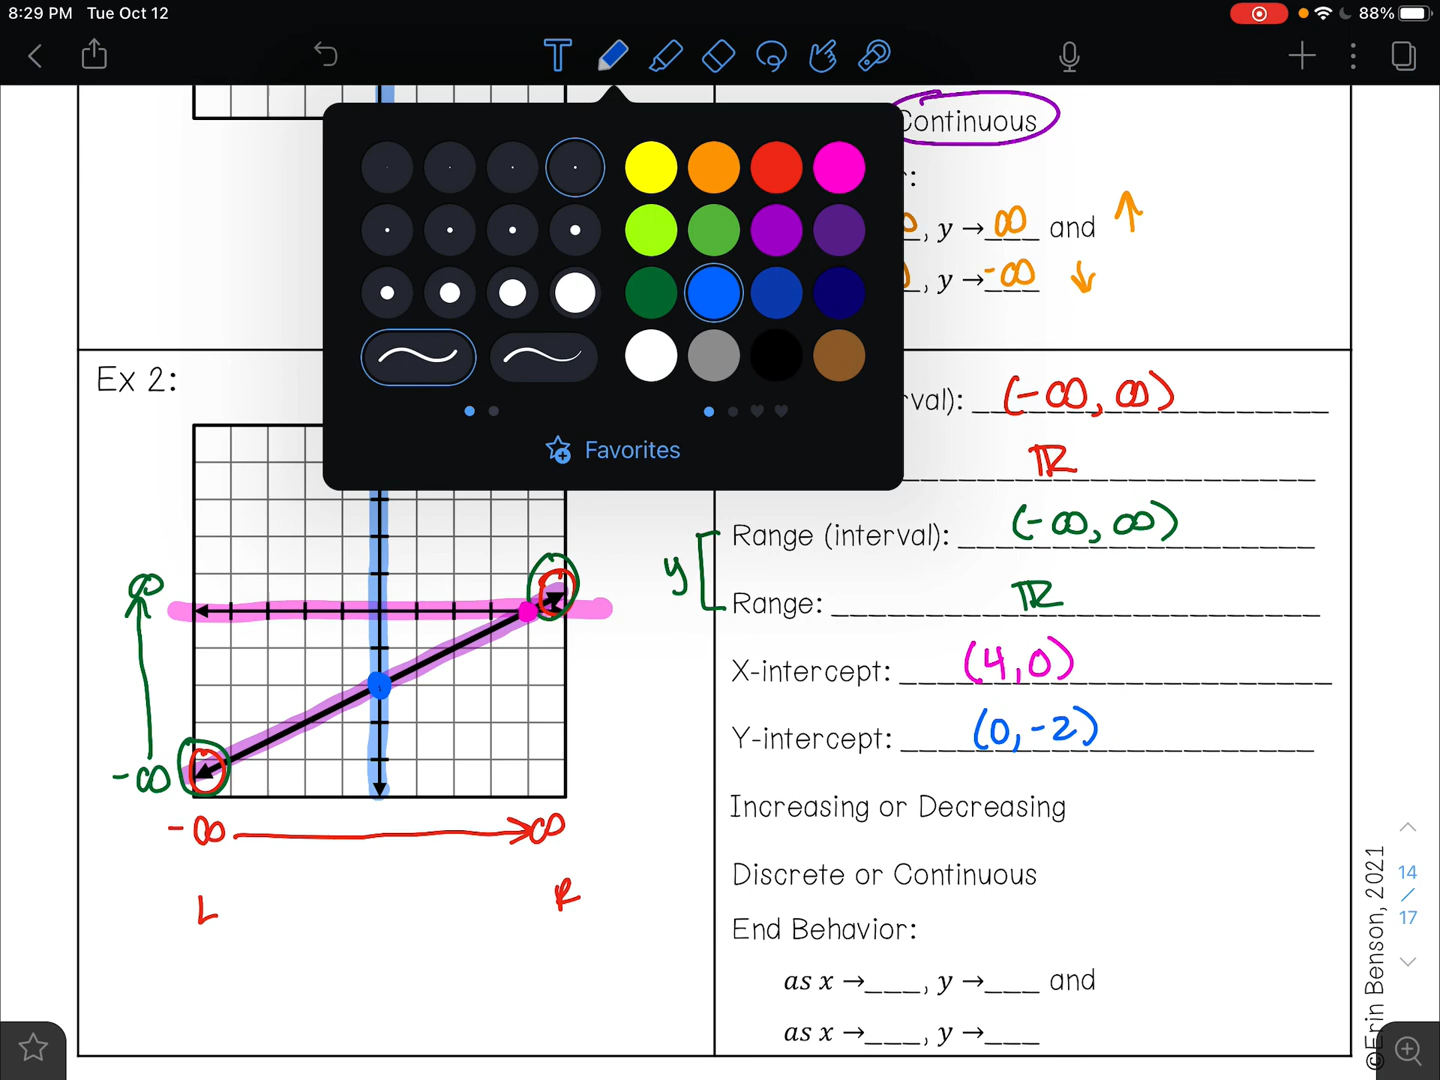 8:29 PM Tue Oct 12
88%
T
Continuous
:
, y → ∞ and ↑
, y → -∞ ↓
Favorites
Ex 2:
val): (-∞, ∞)
ℝ
y
Range (interval): (-∞, ∞)
Range: ℝ
X-intercept: (4,0)
Y-intercept: (0,-2)
Increasing or Decreasing
Discrete or Continuous
End Behavior:
as x →___, y →___ and
as x →___, y →___
∞
-∞
-∞ → ∞
L R
14
/
17
©Erin Benson, 2021